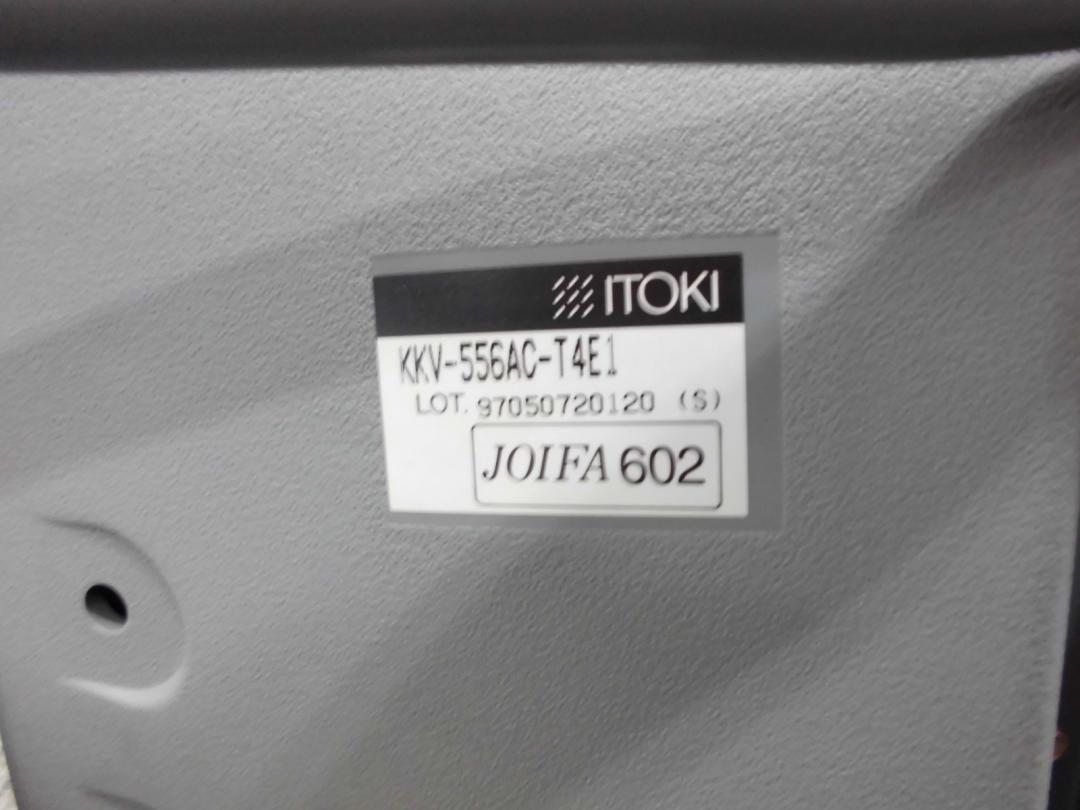 ITOKI
KKV-556AC-T4E1
LOT. 97050720120 (S)
JOIFA 602